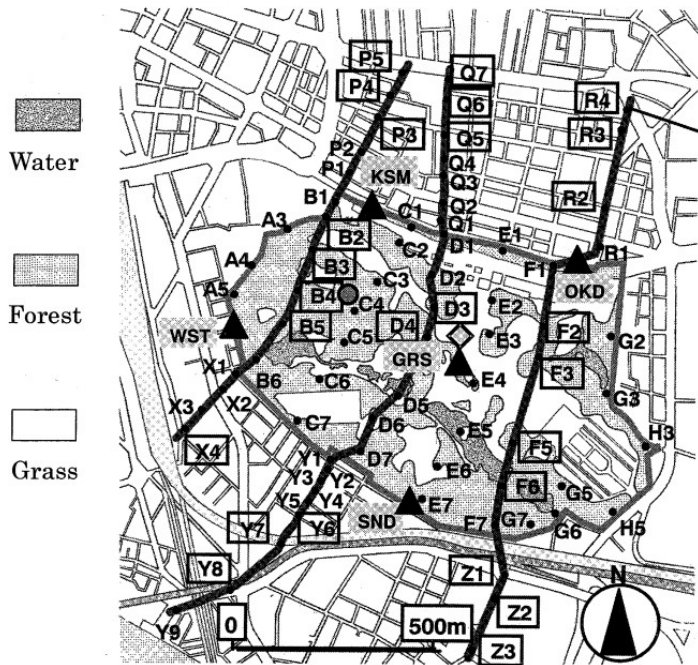 Water
Forest
Grass
P5
P4
P3
P2
P1
KSM
Q7
Q6
Q5
Q4
Q3
Q2
Q1
R4
R3
R2
R1
B1
A3
A4
A5
B2
B3
B4
B5
B6
C1
C2
C3
C4
C5
C6
C7
D1
D2
D3
D4
GRS
D5
D6
D7
E1
E2
E3
E4
E5
E6
E7
F1
OKD
F2
F3
F5
F6
F7
G2
G3
G5
G6
G7
H3
H5
WST
X1
X2
X3
X4
Y1
Y2
Y3
Y4
Y5
Y6
Y7
Y8
Y9
SND
Z1
Z2
Z3
N
0
500m